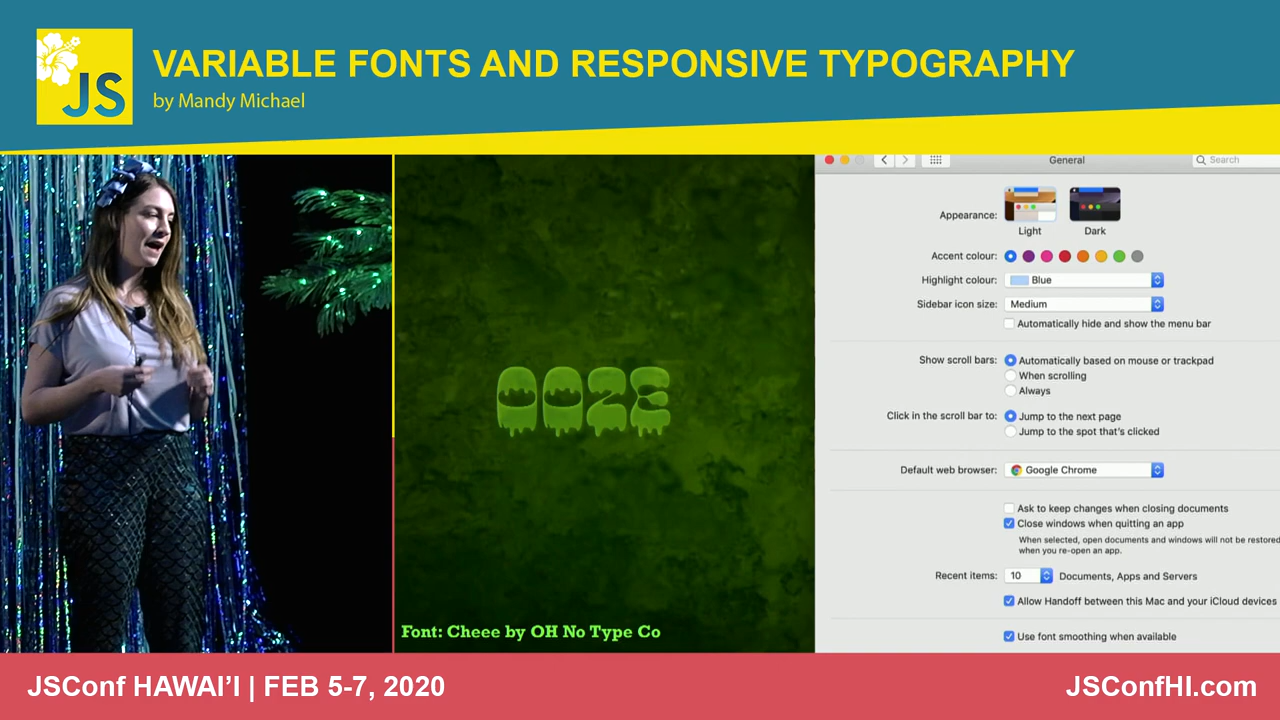 JS
VARIABLE FONTS AND RESPONSIVE TYPOGRAPHY
by Mandy Michael
OOZE
Font: Cheee by OH No Type Co
General
Search
Appearance:
Light
Dark
Accent colour:
Highlight colour:
Blue
Sidebar icon size:
Medium
Automatically hide and show the menu bar
Show scroll bars:
Automatically based on mouse or trackpad
When scrolling
Always
Click in the scroll bar to:
Jump to the next page
Jump to the spot that's clicked
Default web browser:
Google Chrome
Ask to keep changes when closing documents
Close windows when quitting an app
When selected, open documents and windows will not be restored
when you re-open an app.
Recent items:
10
Documents, Apps and Servers
Allow Handoff between this Mac and your iCloud devices
Use font smoothing when available
JSConf HAWAI’I | FEB 5-7, 2020
JSConfHI.com